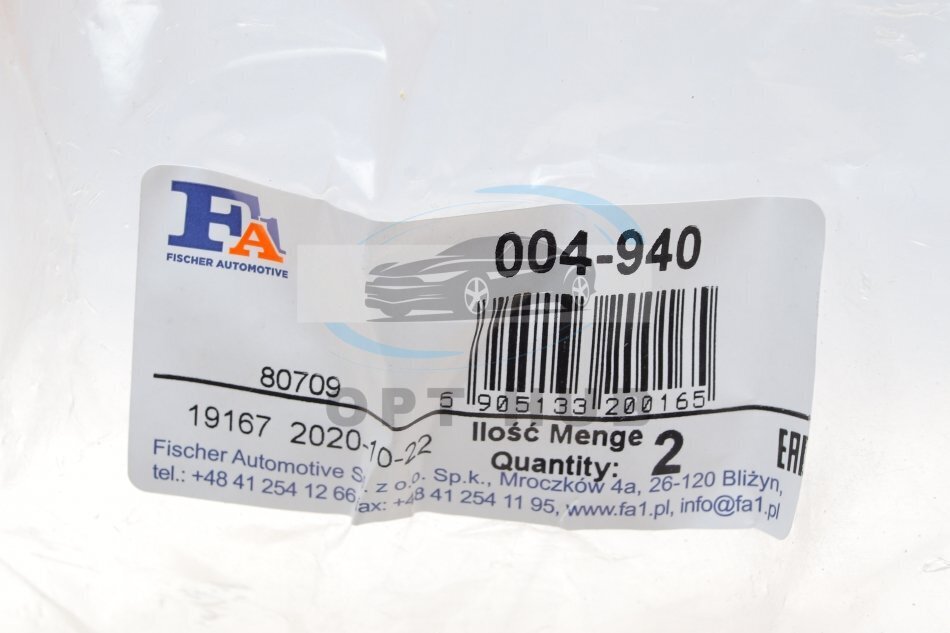 FA1
FISCHER AUTOMOTIVE
004-940
80709
5 905133 200165
19167 2020-10-22
Ilość Menge
Quantity: 2
EAC
Fischer Automotive Sp. z o.o. Sp.k., Mroczków 4a, 26-120 Bliżyn,
tel.: +48 41 254 12 66, fax: +48 41 254 11 95, www.fa1.pl, info@fa1.pl